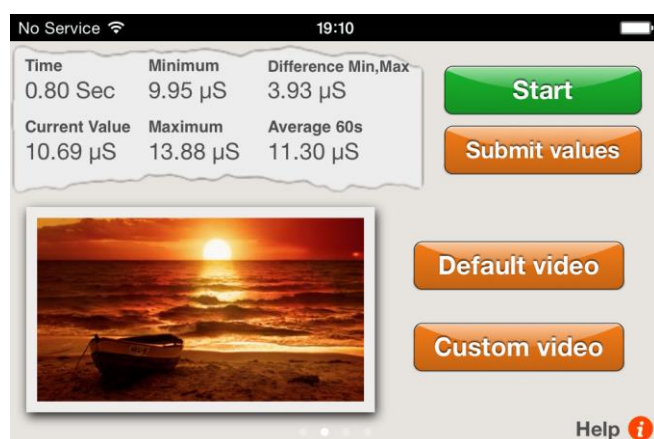 No Service 19:10
Time Minimum Difference Min,Max
0.80 Sec 9.95 µS 3.93 µS
Current Value Maximum Average 60s
10.69 µS 13.88 µS 11.30 µS
Start
Submit values
Default video
Custom video
Help i